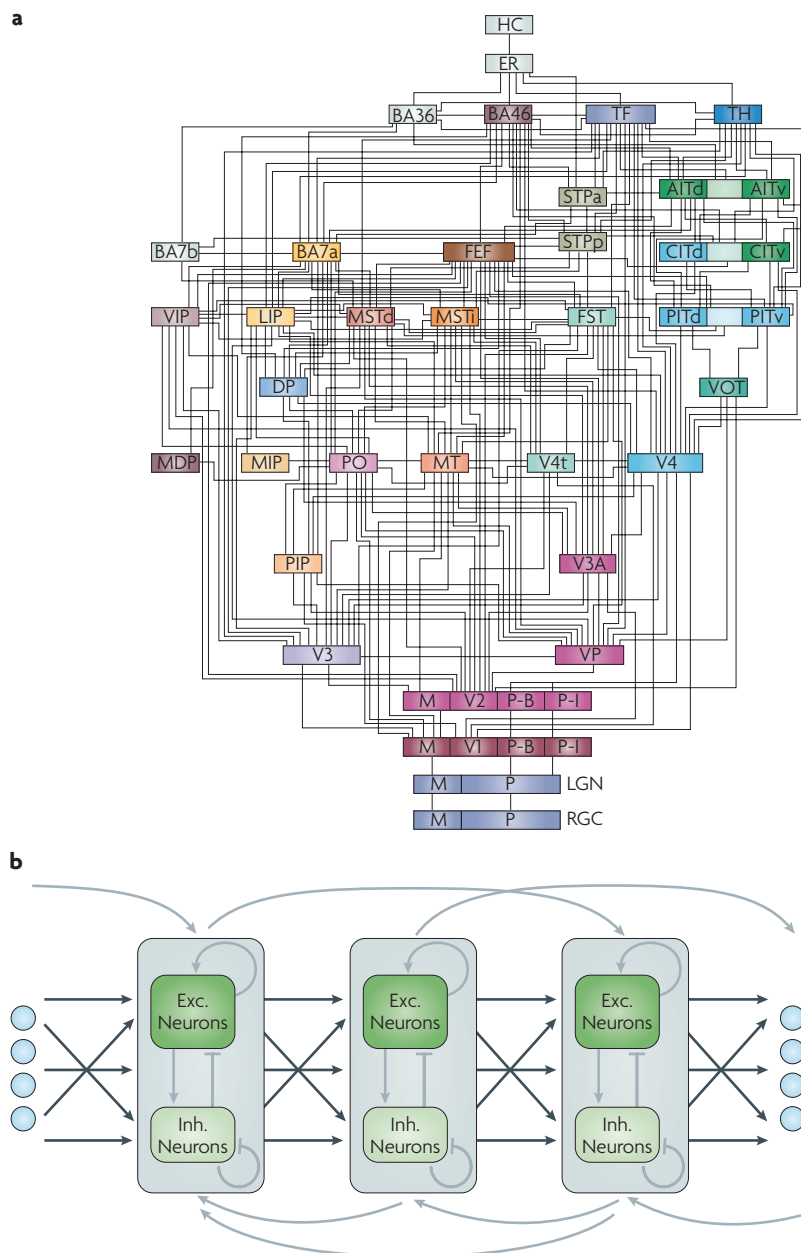 a
HC
ER
BA36 BA46 TF TH
STPa AITd AITv
BA7b BA7a FEF STPp CITd CITv
VIP LIP MSTd MSTi FST PITd PITv
DP VOT
MDP MIP PO MT V4t V4
PIP V3A
V3 VP
M V2 P-B P-I
M V1 P-B P-I
M P LGN
M P RGC
b
Exc. Neurons Exc. Neurons Exc. Neurons
Inh. Neurons Inh. Neurons Inh. Neurons